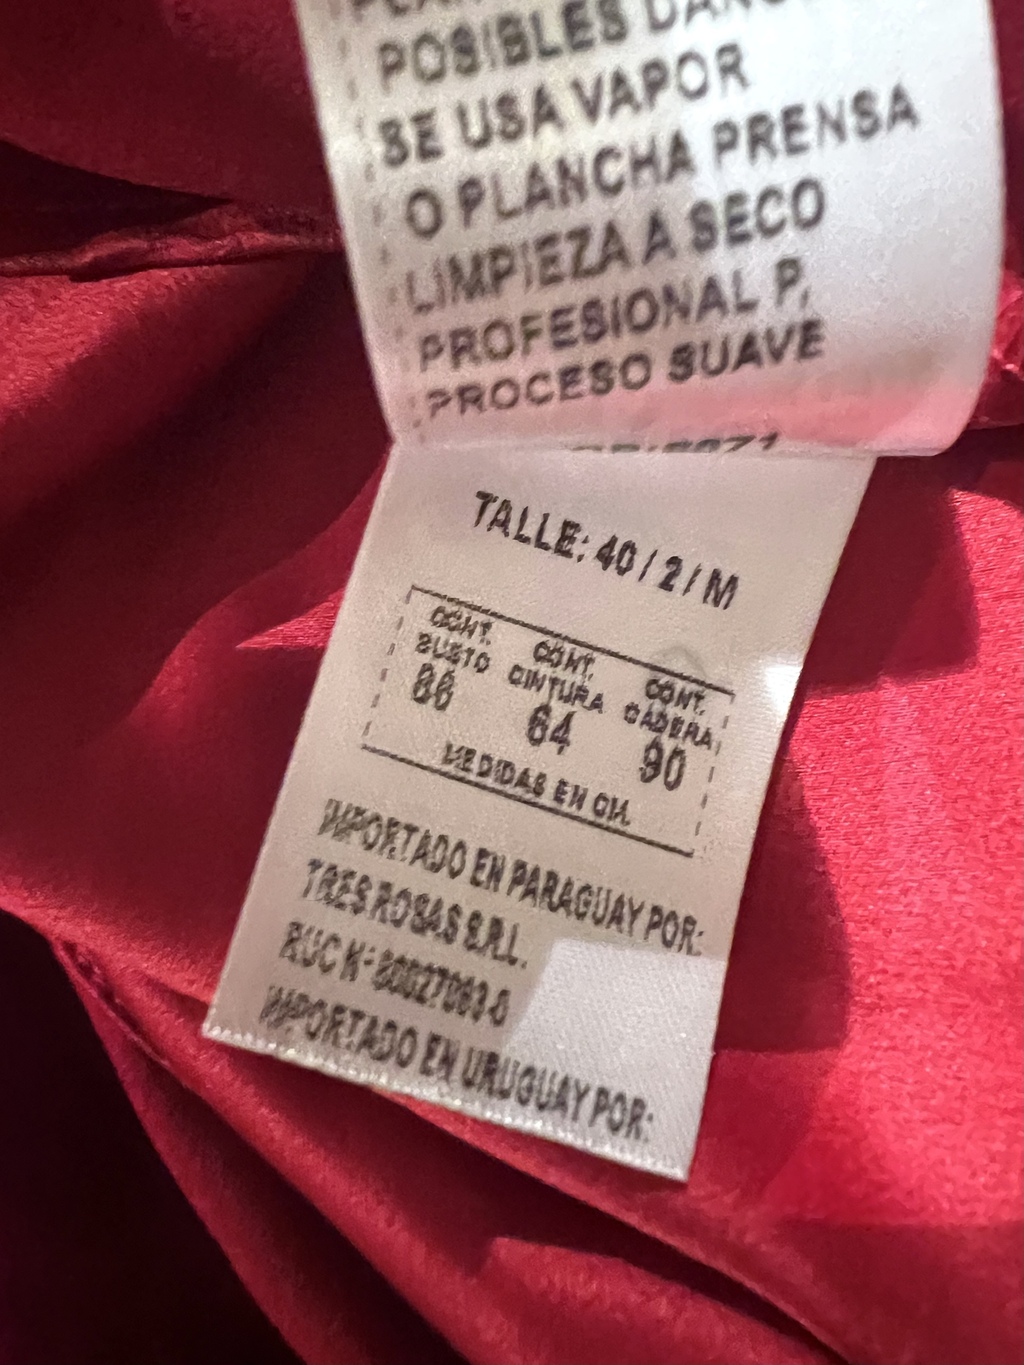 POSIBLES
SE USA VAPOR
O PLANCHA PRENSA
LIMPIEZA A SECO
PROFESIONAL P,
PROCESO SUAVE
TALLE: 40 / 2 / M
CONT. CONT. CONT.
BUSTO CINTURA CADERA
86 64 90
MEDIDAS EN CM.
IMPORTADO EN PARAGUAY POR:
TRES ROSAS S.R.L.
RUC N°
IMPORTADO EN URUGUAY POR: